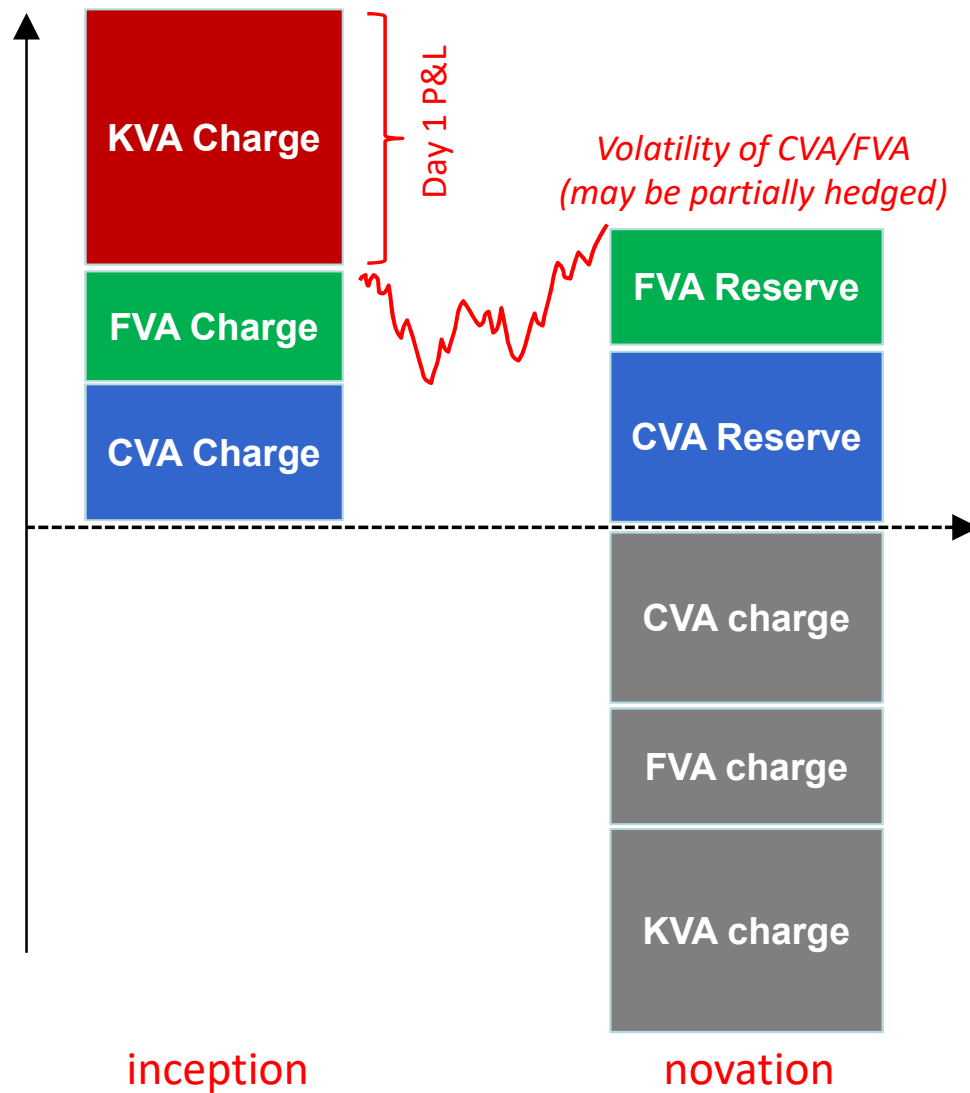 KVA Charge
Day 1 P&L
Volatility of CVA/FVA
(may be partially hedged)
FVA Charge
FVA Reserve
CVA Charge
CVA Reserve
CVA charge
FVA charge
KVA charge
inception
novation